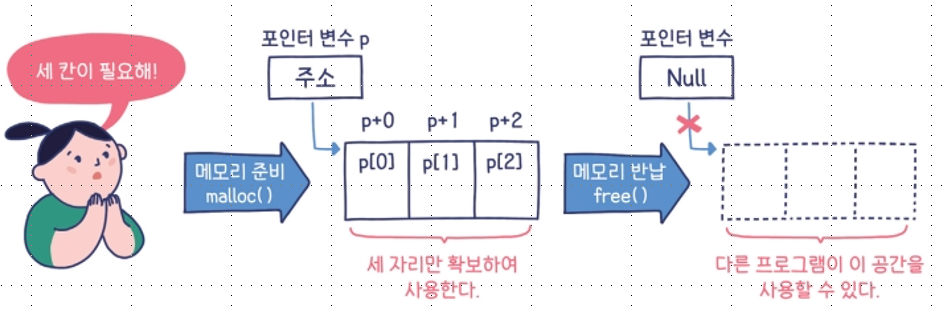 세 칸이 필요해!
포인터 변수 p
주소
p+0 p+1 p+2
p[0] p[1] p[2]
메모리 준비
malloc()
세 자리만 확보하여
사용한다.
메모리 반납
free()
포인터 변수
Null
다른 프로그램이 이 공간을
사용할 수 있다.